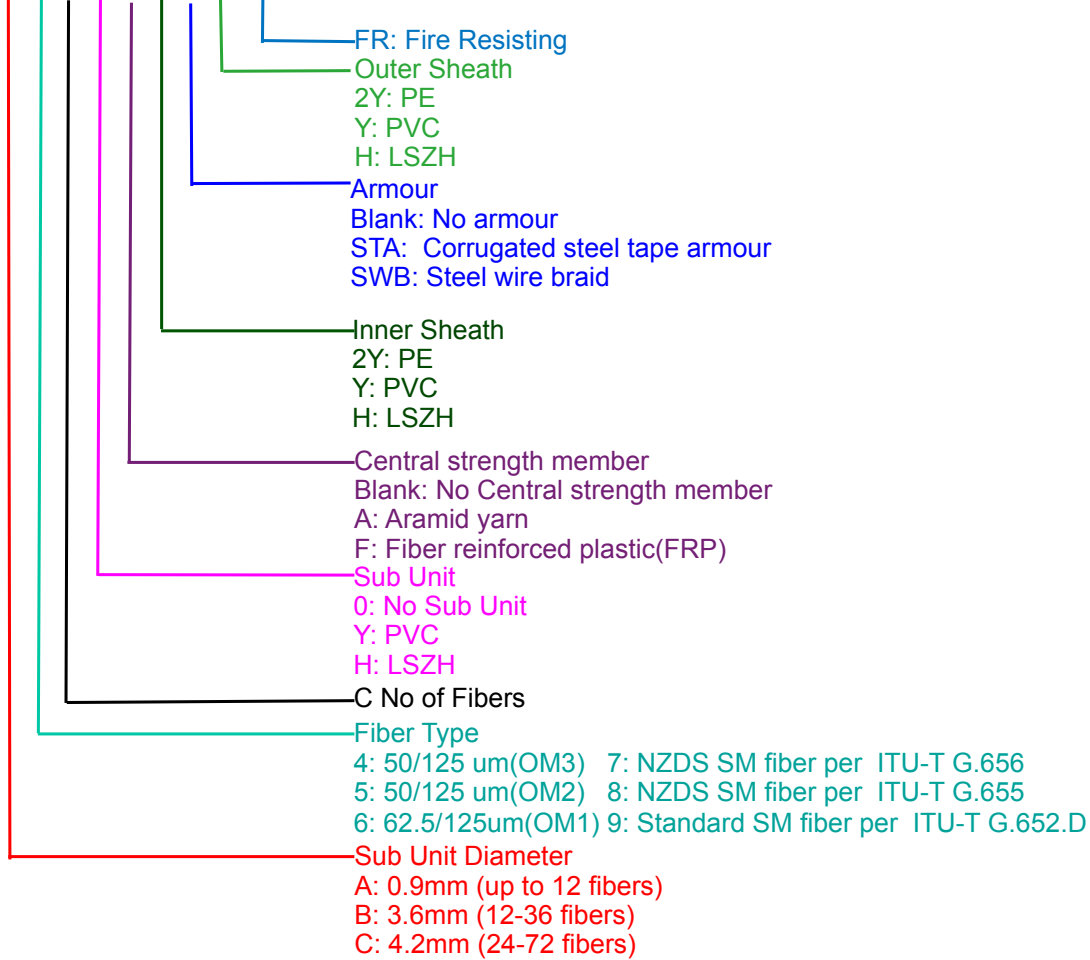 FR: Fire Resisting
Outer Sheath
2Y: PE
Y: PVC
H: LSZH
Armour
Blank: No armour
STA: Corrugated steel tape armour
SWB: Steel wire braid
Inner Sheath
2Y: PE
Y: PVC
H: LSZH
Central strength member
Blank: No Central strength member
A: Aramid yarn
F: Fiber reinforced plastic(FRP)
Sub Unit
0: No Sub Unit
Y: PVC
H: LSZH
C No of Fibers
Fiber Type
4: 50/125 um(OM3) 7: NZDS SM fiber per ITU-T G.656
5: 50/125 um(OM2) 8: NZDS SM fiber per ITU-T G.655
6: 62.5/125um(OM1) 9: Standard SM fiber per ITU-T G.652.D
Sub Unit Diameter
A: 0.9mm (up to 12 fibers)
B: 3.6mm (12-36 fibers)
C: 4.2mm (24-72 fibers)